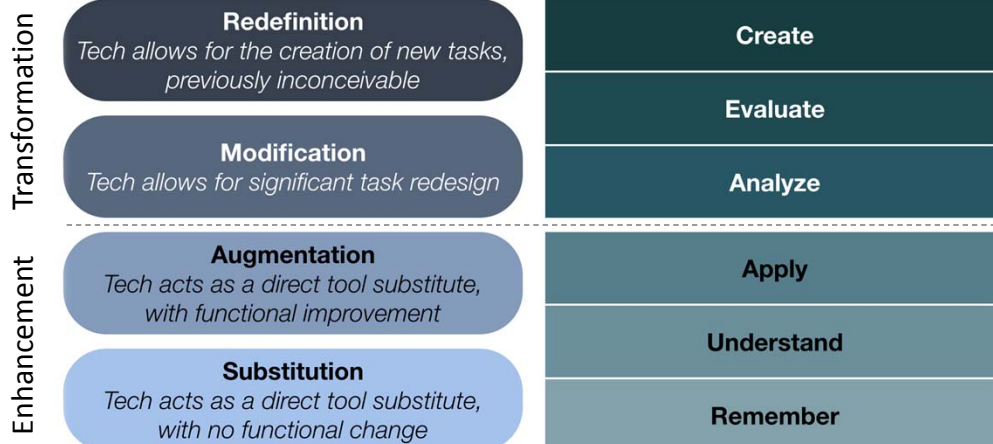 Transformation
Redefinition
Tech allows for the creation of new tasks,
previously inconceivable
Modification
Tech allows for significant task redesign
Create
Evaluate
Analyze
Enhancement
Augmentation
Tech acts as a direct tool substitute,
with functional improvement
Substitution
Tech acts as a direct tool substitute,
with no functional change
Apply
Understand
Remember